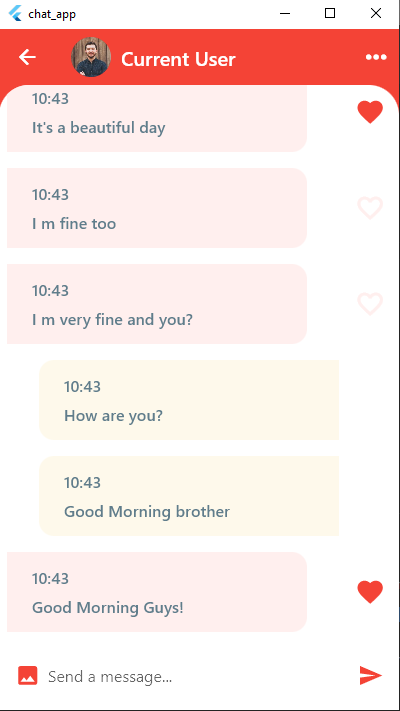 chat_app
Current User
10:43
It's a beautiful day
10:43
I m fine too
10:43
I m very fine and you?
10:43
How are you?
10:43
Good Morning brother
10:43
Good Morning Guys!
Send a message...